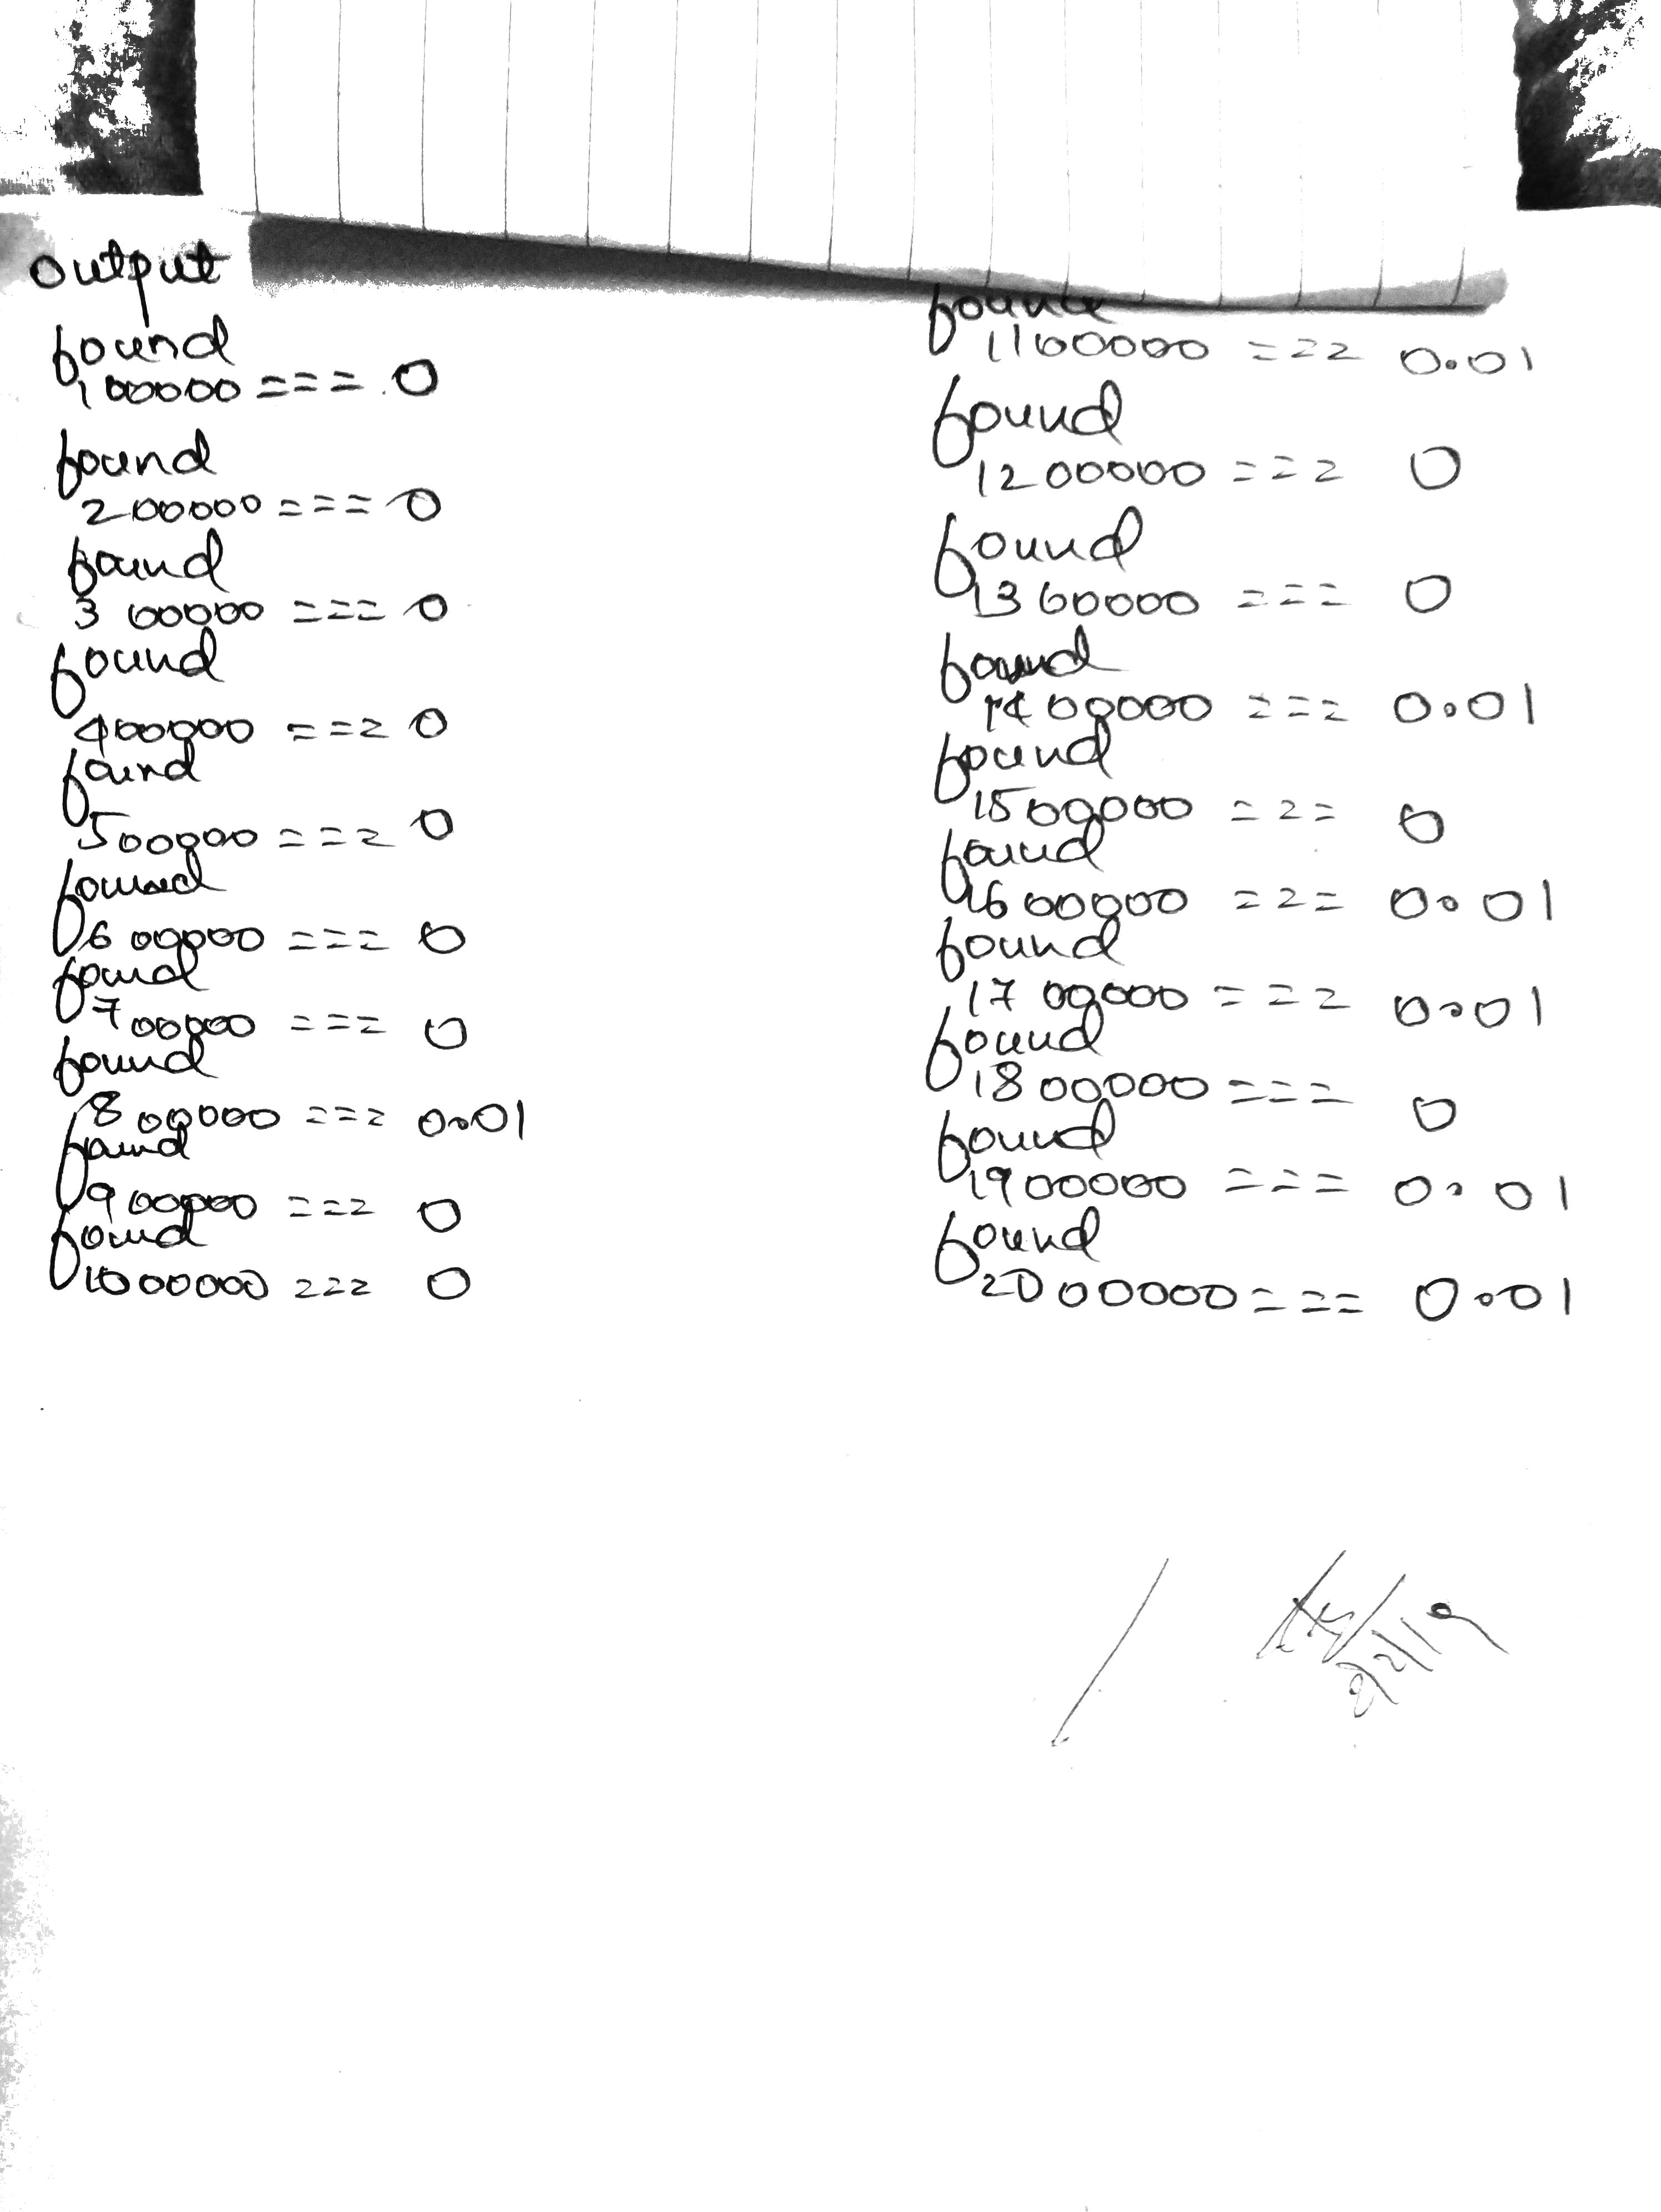 output
found
100000 === 0
found
200000 === 0
found
300000 === 0
found
400000 === 0
found
500000 === 0
found
600000 === 0
found
700000 === 0
found
800000 === 0.01
found
900000 === 0
found
1000000 === 0
found
1100000 === 0.01
found
1200000 === 0
found
1300000 === 0
found
1400000 === 0.01
found
1500000 === 0
found
1600000 === 0.01
found
1700000 === 0.01
found
1800000 === 0
found
1900000 === 0.01
found
2000000 === 0.01